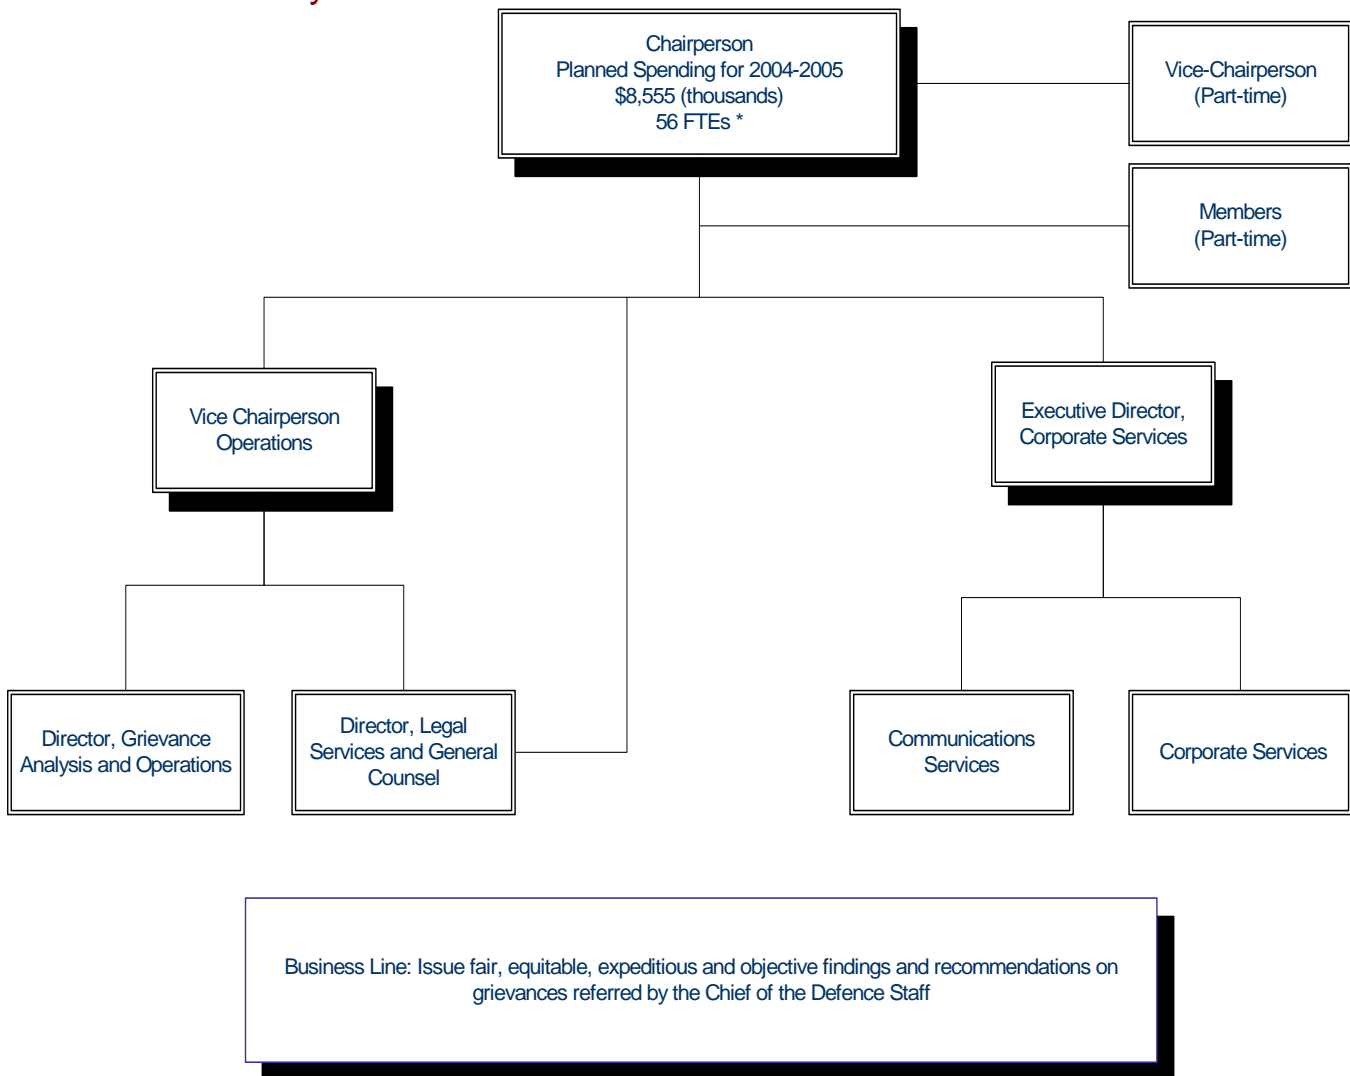 Chairperson
Planned Spending for 2004-2005
$8,555 (thousands)
56 FTEs *
Vice-Chairperson
(Part-time)
Members
(Part-time)
Vice Chairperson
Operations
Executive Director,
Corporate Services
Director, Grievance
Analysis and Operations
Director, Legal
Services and General
Counsel
Communications
Services
Corporate Services
Business Line: Issue fair, equitable, expeditious and objective findings and recommendations on
grievances referred by the Chief of the Defence Staff